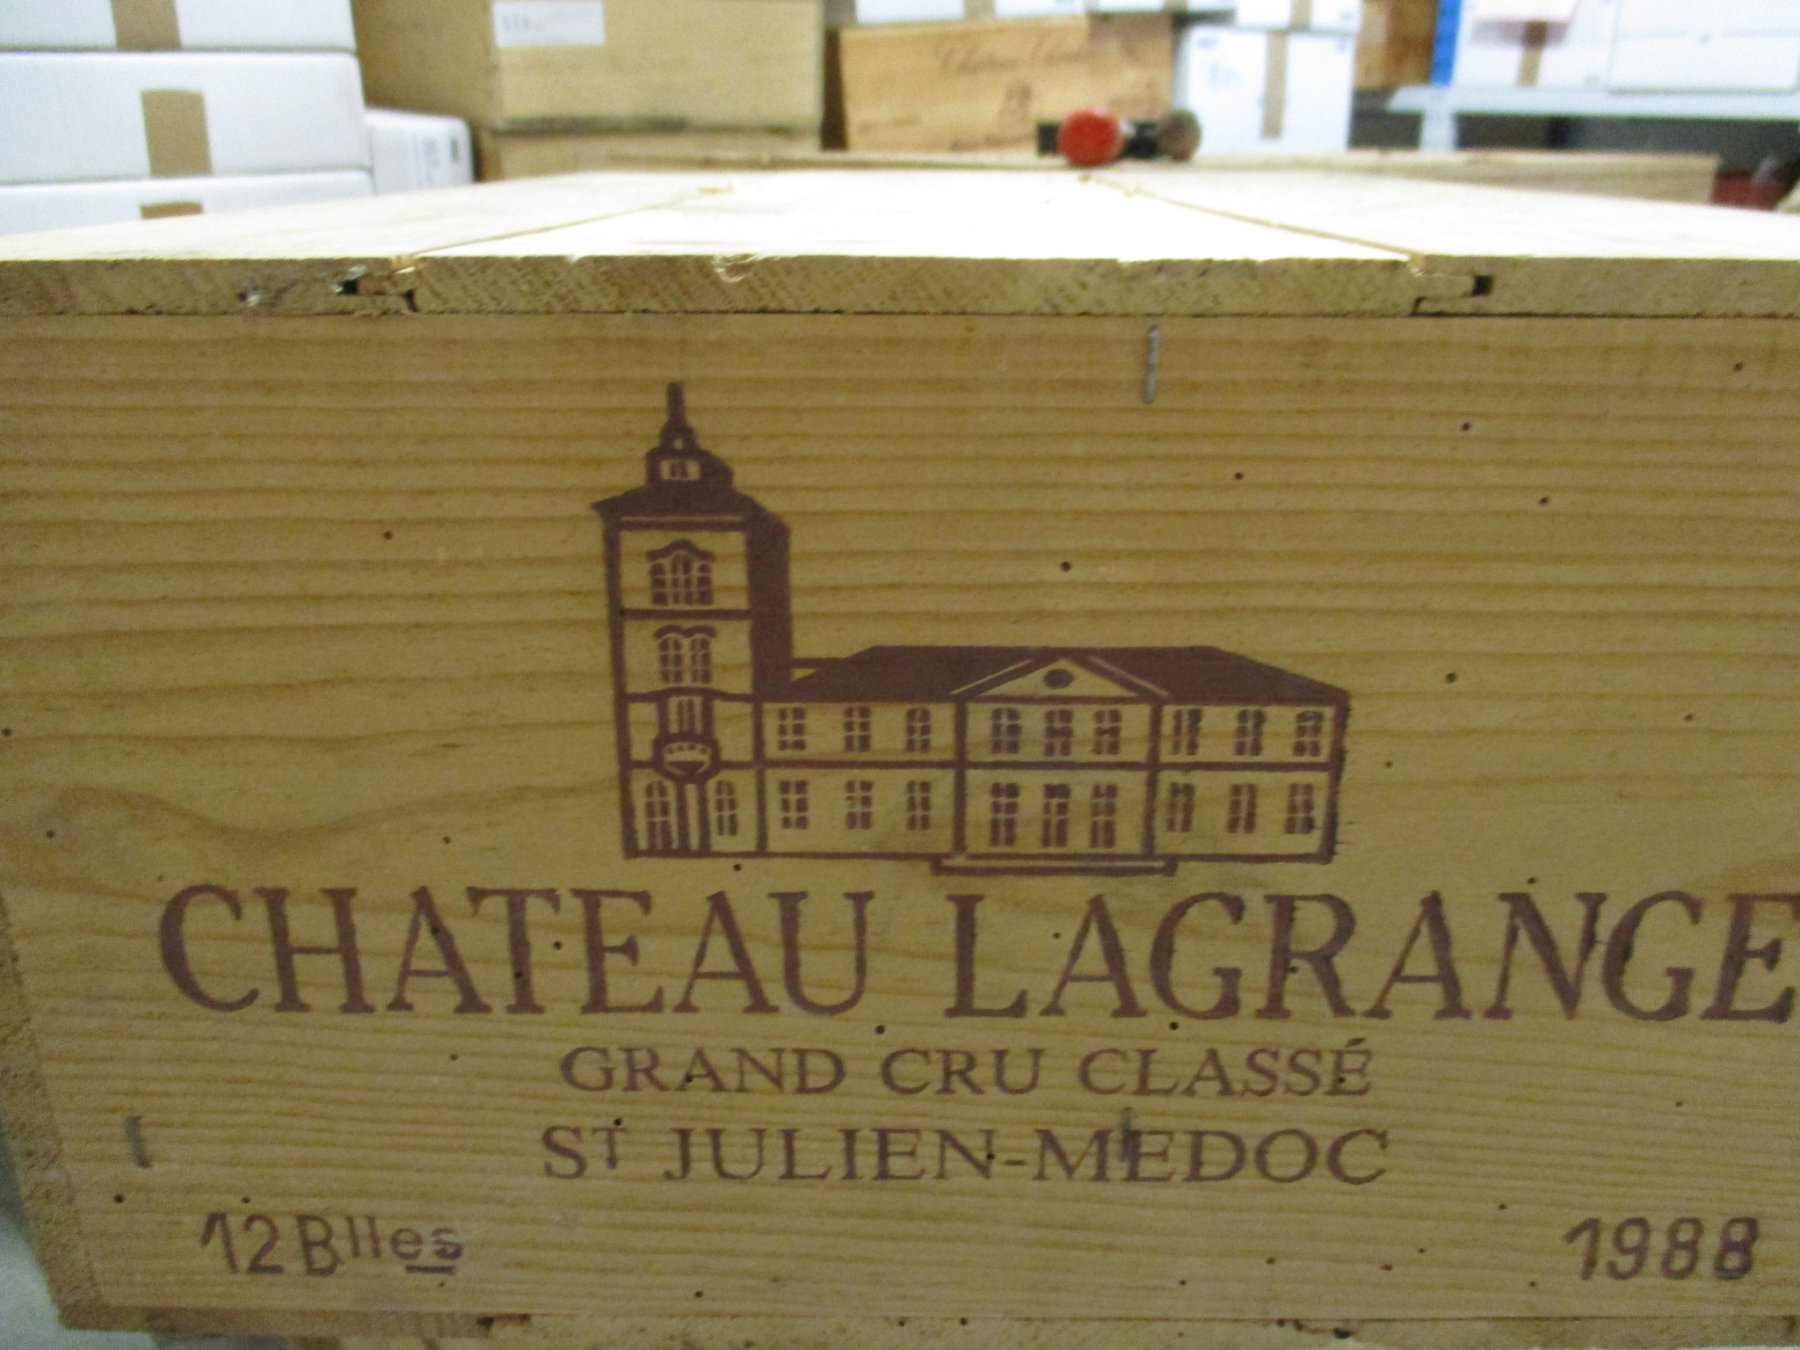 CHATEAU LAGRANGE
GRAND CRU CLASSÉ
ST JULIEN-MEDOC
12 Blles
1988